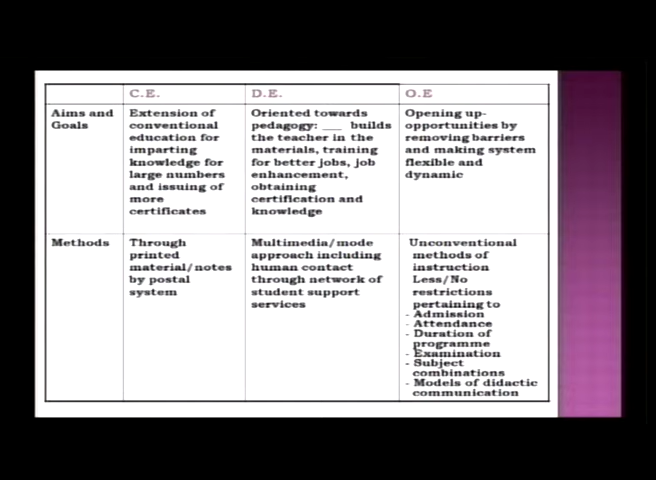 C.E. D.E. O.E
Aims and
Goals
Extension of
conventional
education for
imparting
knowledge for
large numbers
and issuing of
more
certificates
Oriented towards
pedagogy: ___ builds
the teacher in the
materials, training
for better jobs, job
enhancement,
obtaining
certification and
knowledge
Opening up-
opportunities by
removing barriers
and making system
flexible and
dynamic
Methods
Through
printed
material/notes
by postal
system
Multimedia/mode
approach including
human contact
through network of
student support
services
Unconventional
methods of
instruction
Less/No
restrictions
pertaining to
- Admission
- Attendance
- Duration of
programme
- Examination
- Subject
combinations
- Models of didactic
communication